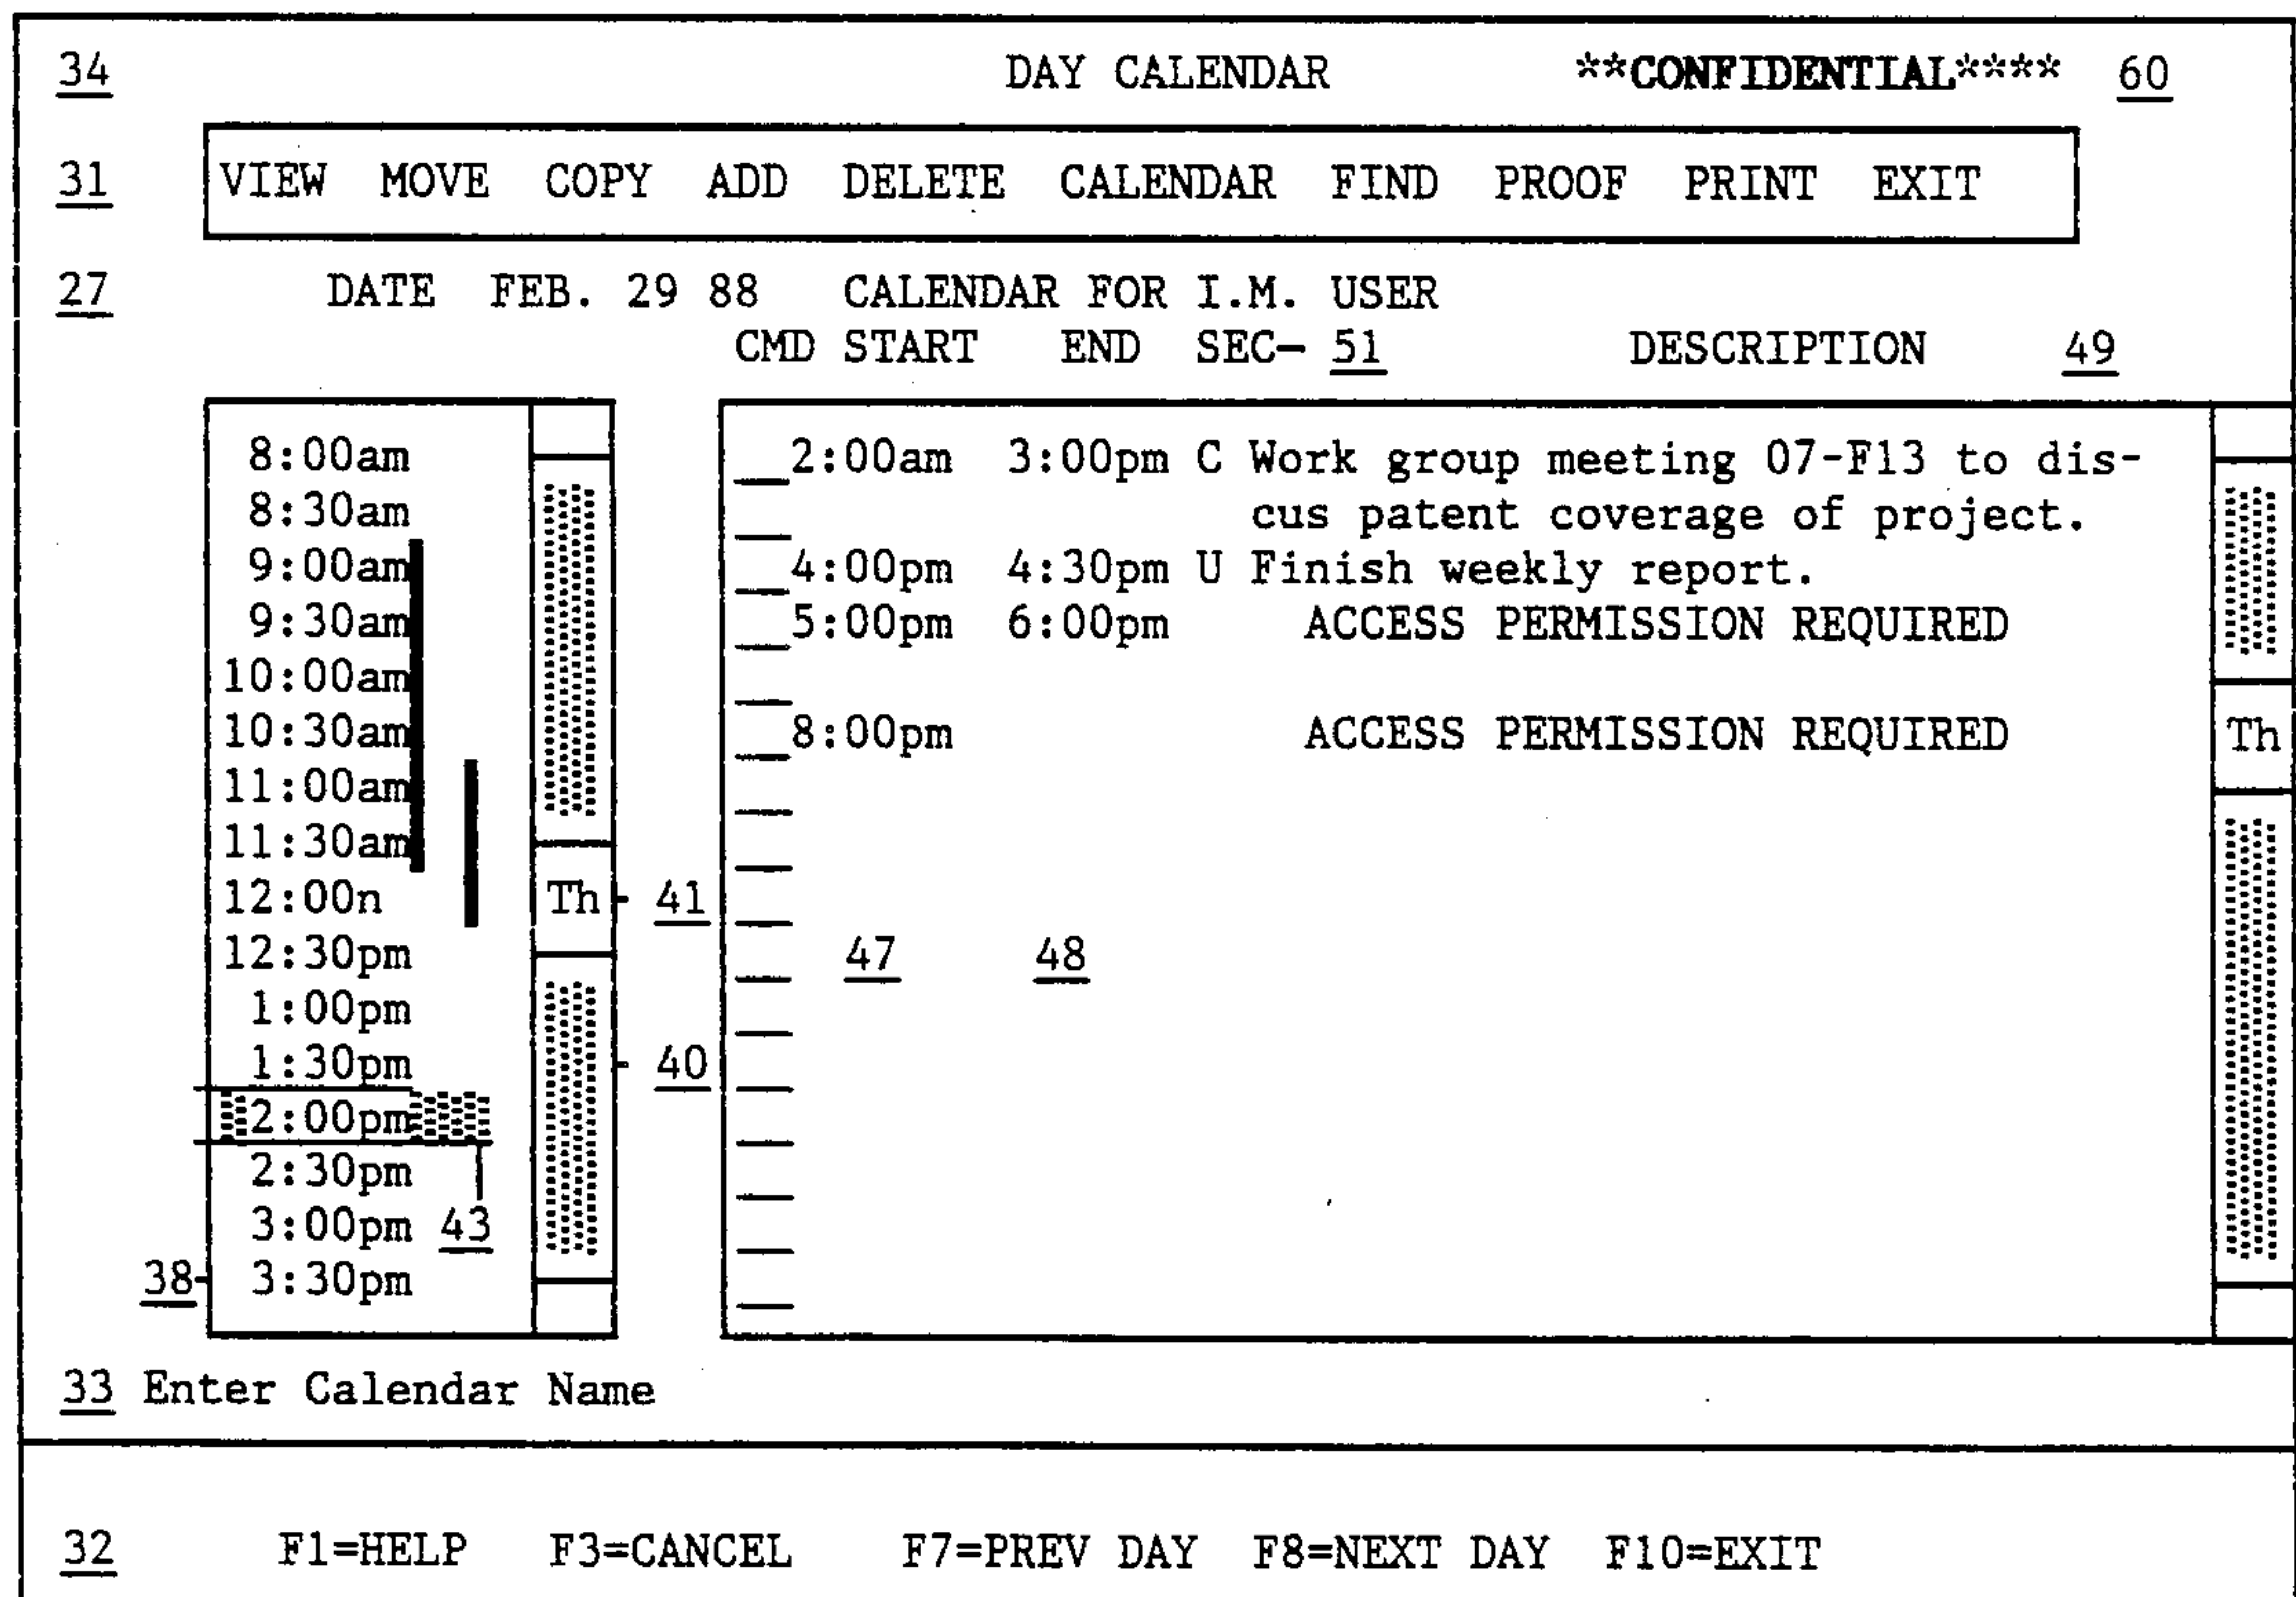 34 DAY CALENDAR **CONFIDENTIAL**** 60
31 VIEW MOVE COPY ADD DELETE CALENDAR FIND PROOF PRINT EXIT
27 DATE FEB. 29 88 CALENDAR FOR I.M. USER
CMD START END SEC- 51 DESCRIPTION 49
8:00am
8:30am
9:00am
9:30am
10:00am
10:30am
11:00am
11:30am
12:00n
12:30pm
1:00pm
1:30pm
2:00pm
2:30pm
3:00pm 43
38 3:30pm
Th 41
40
2:00am 3:00pm C Work group meeting 07-F13 to dis-
cus patent coverage of project.
4:00pm 4:30pm U Finish weekly report.
5:00pm 6:00pm ACCESS PERMISSION REQUIRED
8:00pm ACCESS PERMISSION REQUIRED
Th
47 48
33 Enter Calendar Name
32 F1=HELP F3=CANCEL F7=PREV DAY F8=NEXT DAY F10=EXIT